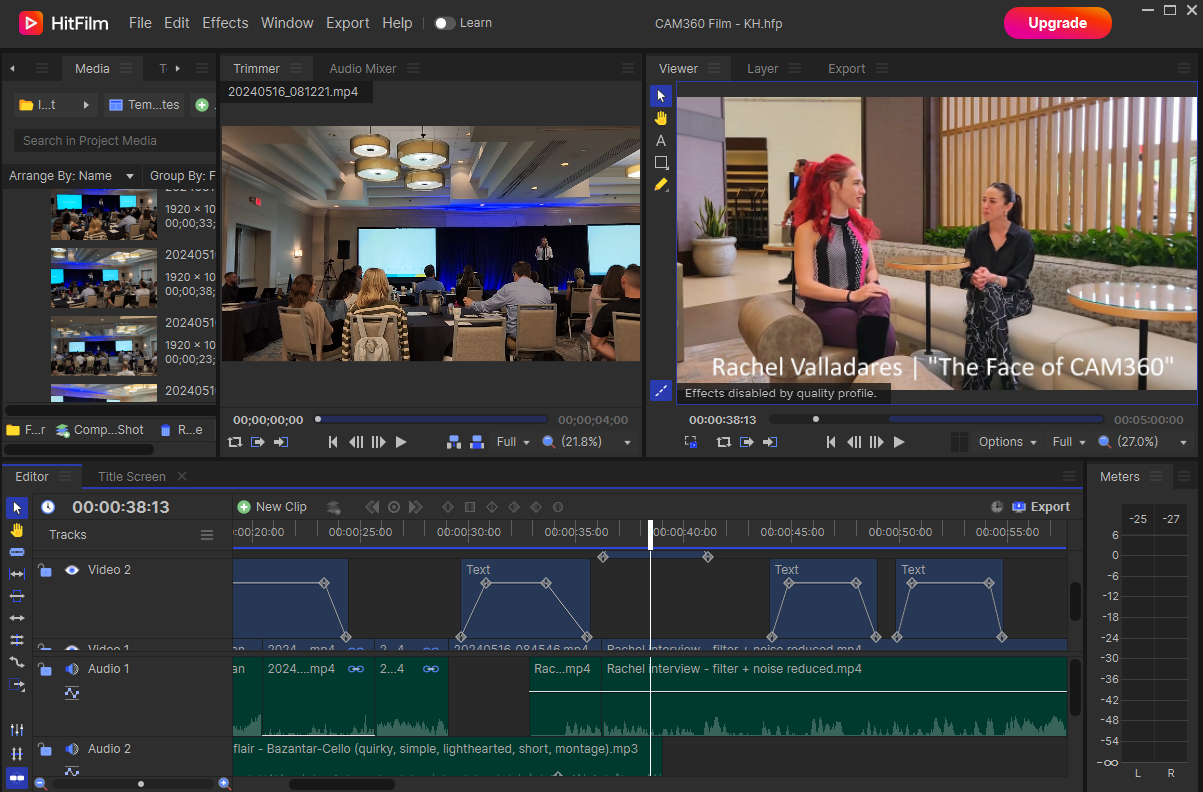 HitFilm File Edit Effects Window Export Help Learn CAM360 Film - KH.hfp Upgrade
Media T
Trimmer Audio Mixer
Viewer Layer Export
I...t Tem...tes
20240516_081221.mp4
Search in Project Media
Arrange By: Name Group By: F
1920 × 10
00;00;33;
20240516
1920 × 10
00;00;38;
20240516
1920 × 10
00;00;23;
20240516
F...r Comp...Shot R...e
00;00;00;00 00;00;04;00
Full (21.8%)
A
Rachel Valladares | "The Face of CAM360"
Effects disabled by quality profile.
00:00:38:13 00:05:00:00
Options Full (27.0%)
Editor Title Screen
00:00:38:13 New Clip Export
Tracks
:00:20:00 00:00:25:00 00:00:30:00 00:00:35:00 00:00:40:00 00:00:45:00 00:00:50:00 00:00:55:00
Video 2
Text Text Text
Video 1
an 2024....mp4 2...4 20240516_084546.mp4 Rachel interview - filter + noise reduced.mp4
Audio 1
an 2024....mp4 2...4 Rac...mp4 Rachel interview - filter + noise reduced.mp4
Audio 2
flair - Bazantar-Cello (quirky, simple, lighthearted, short, montage).mp3
Meters
-25 -27
6
0
-6
-12
-18
-24
-30
-36
-42
-48
-54
-∞
L R